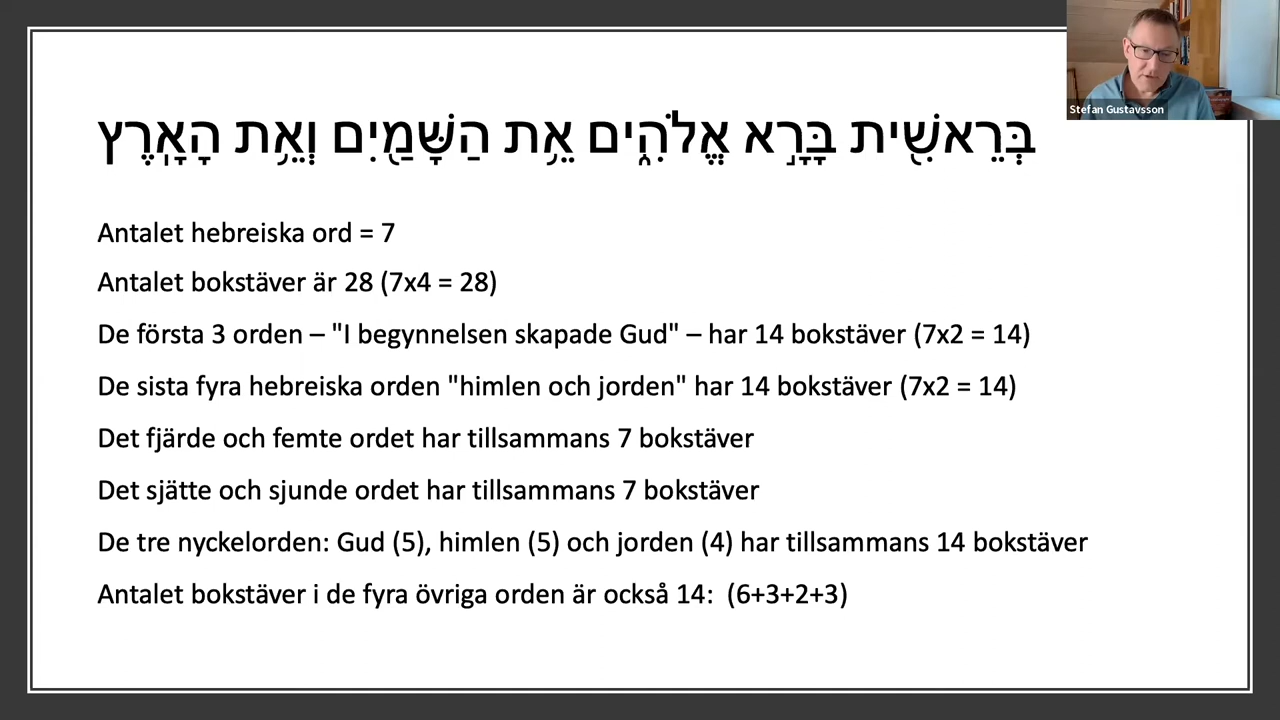 Stefan Gustavsson
בְּרֵאשִׁ֖ית בָּרָ֣א אֱלֹהִ֑ים אֵ֥ת הַשָּׁמַ֖יִם וְאֵ֥ת הָאָֽרֶץ
Antalet hebreiska ord = 7
Antalet bokstäver är 28 (7x4 = 28)
De första 3 orden – "I begynnelsen skapade Gud" – har 14 bokstäver (7x2 = 14)
De sista fyra hebreiska orden "himlen och jorden" har 14 bokstäver (7x2 = 14)
Det fjärde och femte ordet har tillsammans 7 bokstäver
Det sjätte och sjunde ordet har tillsammans 7 bokstäver
De tre nyckelorden: Gud (5), himlen (5) och jorden (4) har tillsammans 14 bokstäver
Antalet bokstäver i de fyra övriga orden är också 14: (6+3+2+3)